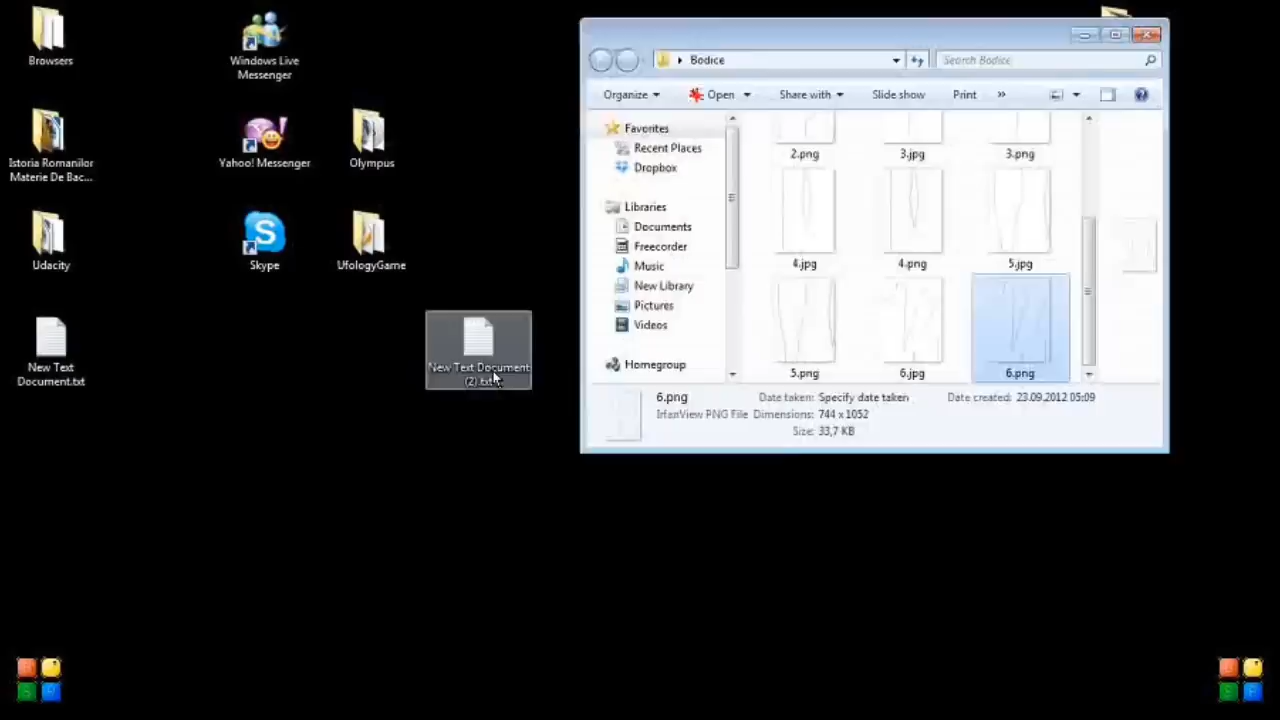 Browsers
Windows Live
Messenger
Istoria Romanilor
Materie De Bac...
Yahoo! Messenger
Olympus
Udacity
Skype
UfologyGame
New Text
Document.txt
New Text Document
(2).txt
Bodice
Search Bodice
Organize
Open
Share with
Slide show
Print
»
Favorites
Recent Places
Dropbox
Libraries
Documents
Freecorder
Music
New Library
Pictures
Videos
Homegroup
2.png
3.jpg
3.png
4.jpg
4.png
5.jpg
5.png
6.jpg
6.png
6.png
Date taken: Specify date taken
Date created: 23.09.2012 05:09
IrfanView PNG File
Dimensions: 744 x 1052
Size: 33,7 KB